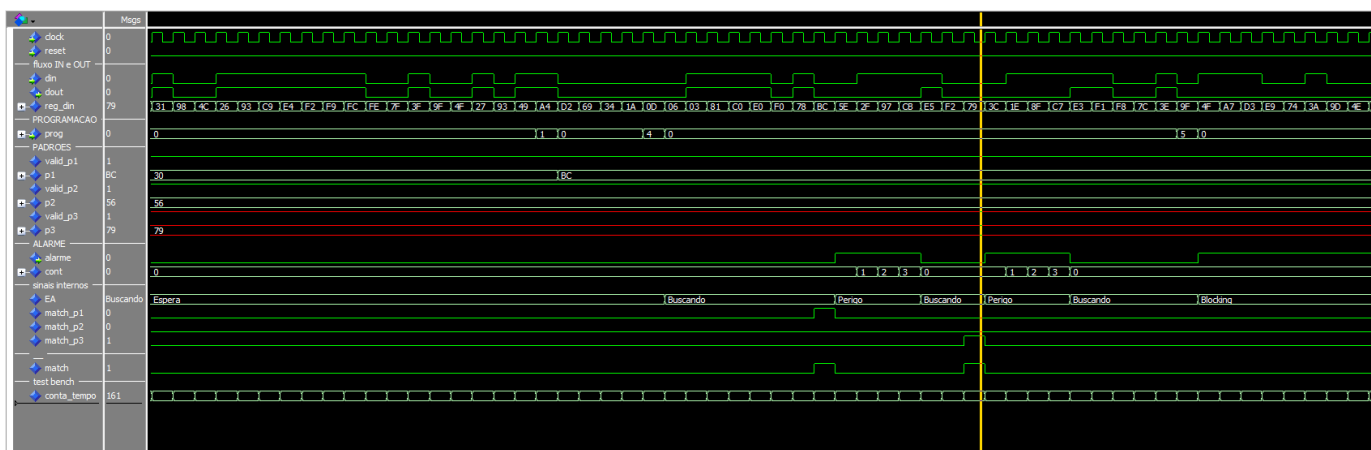 Msgs
clock 0
reset 0
fluxo IN e OUT
din 0
dout 0
reg_din 79 31 98 4C 26 93 C9 E4 F2 F9 FC FE 7F 3F 9F 4F 27 93 49 A4 D2 69 34 1A 0D 06 03 81 C0 E0 F0 78 BC 5E 2F 97 CB E5 F2 79 3C 1E 8F C7 E3 F1 F8 7C 3E 9F 4F A7 D3 E9 74 3A 9D 4E
PROGRAMACAO
prog 0 0 1 0 4 0 5 0
PADROES
valid_p1 1
p1 BC 30 BC
valid_p2 1
p2 56 56
valid_p3 1
p3 79 79
ALARME
alarme 0
cont 0 0 1 2 3 0 1 2 3 0
sinais internos
EA Buscando Espera Buscando Perigo Buscando Perigo Buscando Blocking
match_p1 0
match_p2 0
match_p3 1
__
match 1
test bench
conta_tempo 161